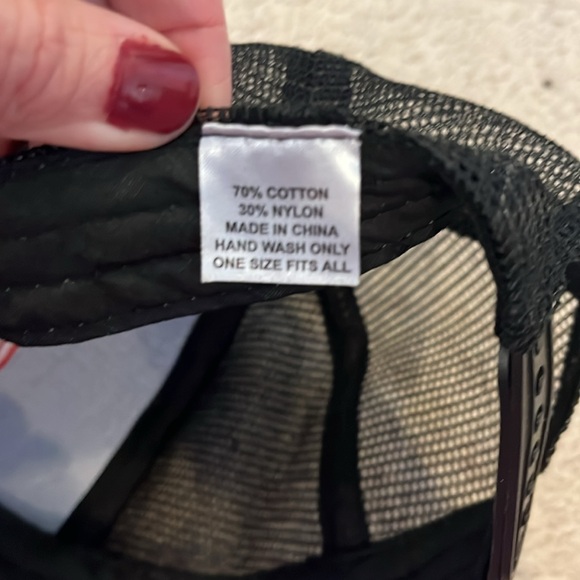 70% COTTON
30% NYLON
MADE IN CHINA
HAND WASH ONLY
ONE SIZE FITS ALL